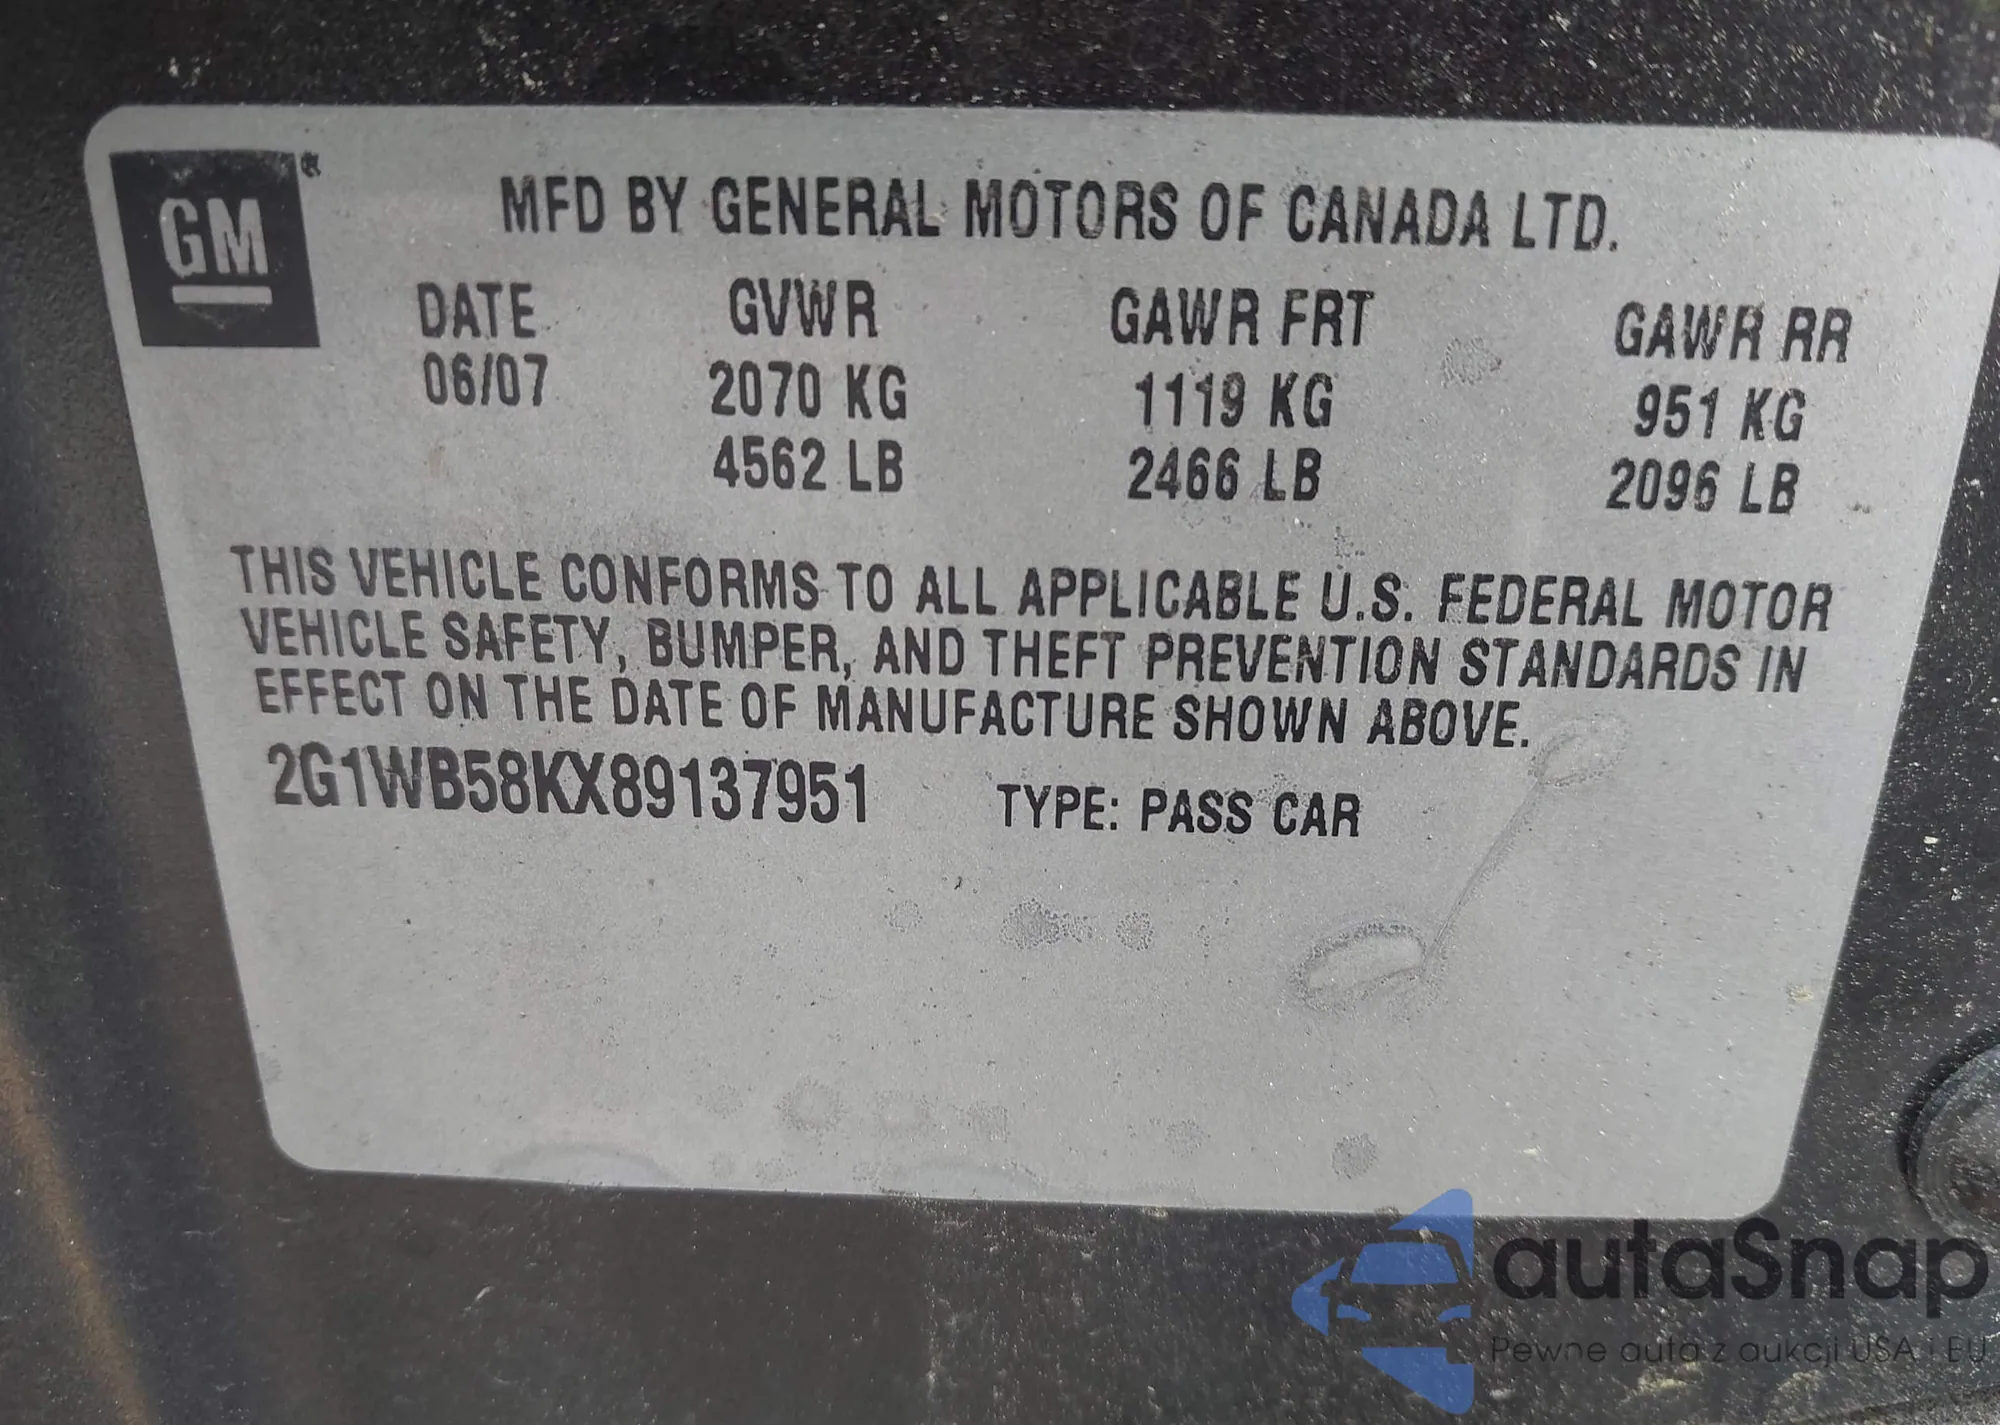 GM®
MFD BY GENERAL MOTORS OF CANADA LTD.
DATE GVWR GAWR FRT GAWR RR
06/07 2070 KG 1119 KG 951 KG
4562 LB 2466 LB 2096 LB
THIS VEHICLE CONFORMS TO ALL APPLICABLE U.S. FEDERAL MOTOR
VEHICLE SAFETY, BUMPER, AND THEFT PREVENTION STANDARDS IN
EFFECT ON THE DATE OF MANUFACTURE SHOWN ABOVE.
2G1WB58KX89137951 TYPE: PASS CAR
autaSnap
Pewne auta z aukcji USA i EU